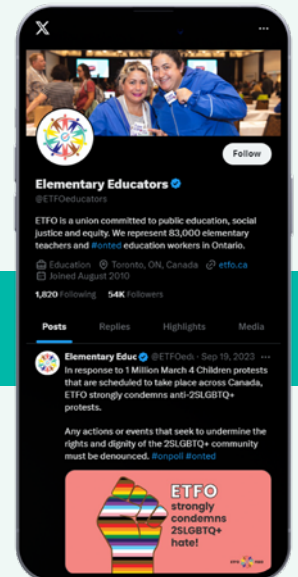 Follow
Elementary Educators
@ETFOeducators
ETFO is a union committed to public education, social
justice and equity. We represent 83,000 elementary
teachers and #onted education workers in Ontario.
Education Toronto, ON, Canada etfo.ca
Joined August 2010
1,820 Following 54K Followers
Posts Replies Highlights Media
Elementary Educ @ETFOedu · Sep 19, 2023 ···
In response to 1 Million March 4 Children protests
that are scheduled to take place across Canada,
ETFO strongly condemns anti-2SLGBTQ+
protests.
Any actions or events that seek to undermine the
rights and dignity of the 2SLGBTQ+ community
must be denounced. #onpoli #onted
ETFO
strongly
condemns
2SLGBTQ+
hate!